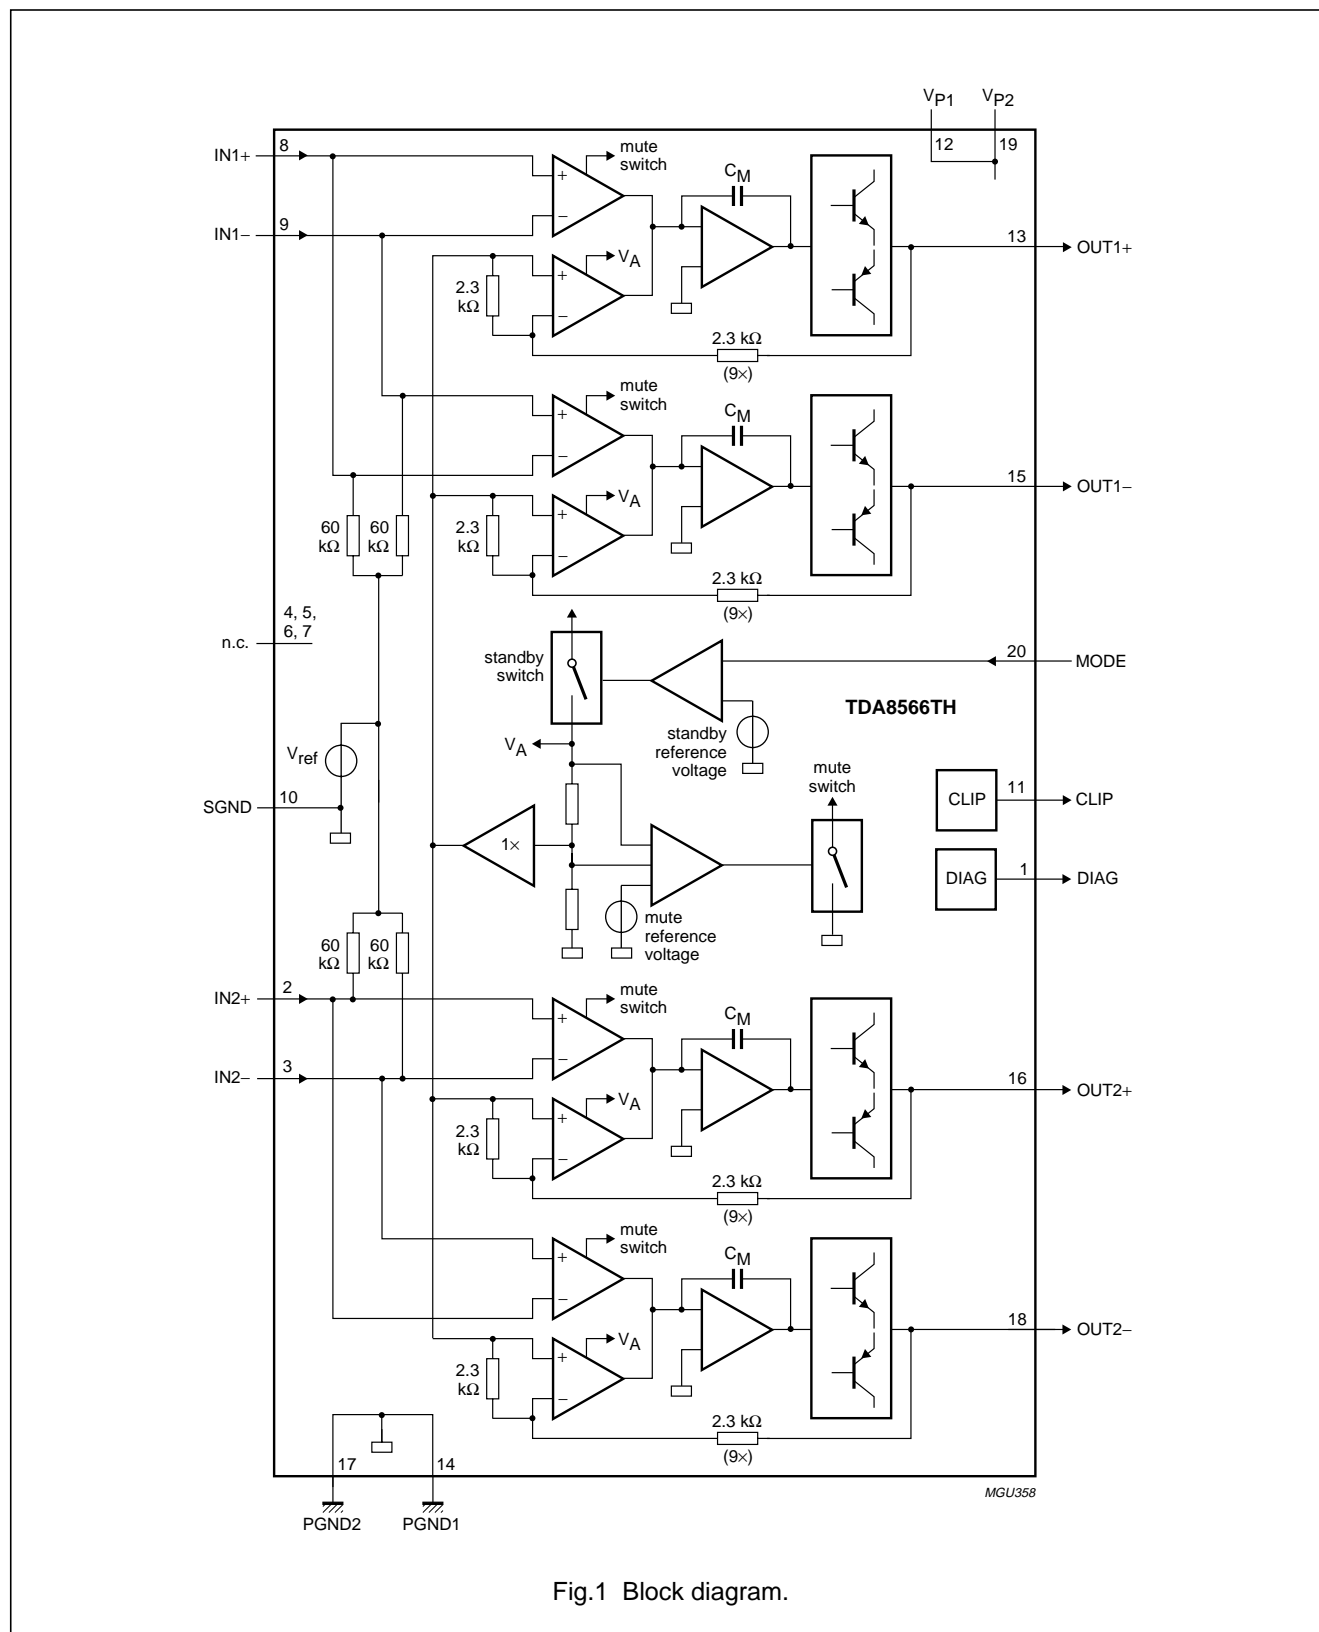 VP1
VP2
12
19
IN1+
8
mute
switch
CM
+
−
IN1−
9
13
OUT1+
VA
2.3
kΩ
+
−
2.3 kΩ
(9×)
mute
switch
CM
+
−
15
OUT1−
VA
60
kΩ
60
kΩ
2.3
kΩ
+
−
2.3 kΩ
(9×)
n.c.
4, 5,
6, 7
standby
switch
20
MODE
TDA8566TH
standby
reference
voltage
VA
Vref
mute
switch
SGND
10
CLIP
11
CLIP
1×
DIAG
1
DIAG
mute
reference
voltage
60
kΩ
60
kΩ
IN2+
2
mute
switch
CM
+
−
IN2−
3
16
OUT2+
VA
2.3
kΩ
+
−
2.3 kΩ
(9×)
mute
switch
CM
+
−
18
OUT2−
VA
2.3
kΩ
+
−
2.3 kΩ
(9×)
17
14
PGND2
PGND1
MGU358
Fig.1 Block diagram.